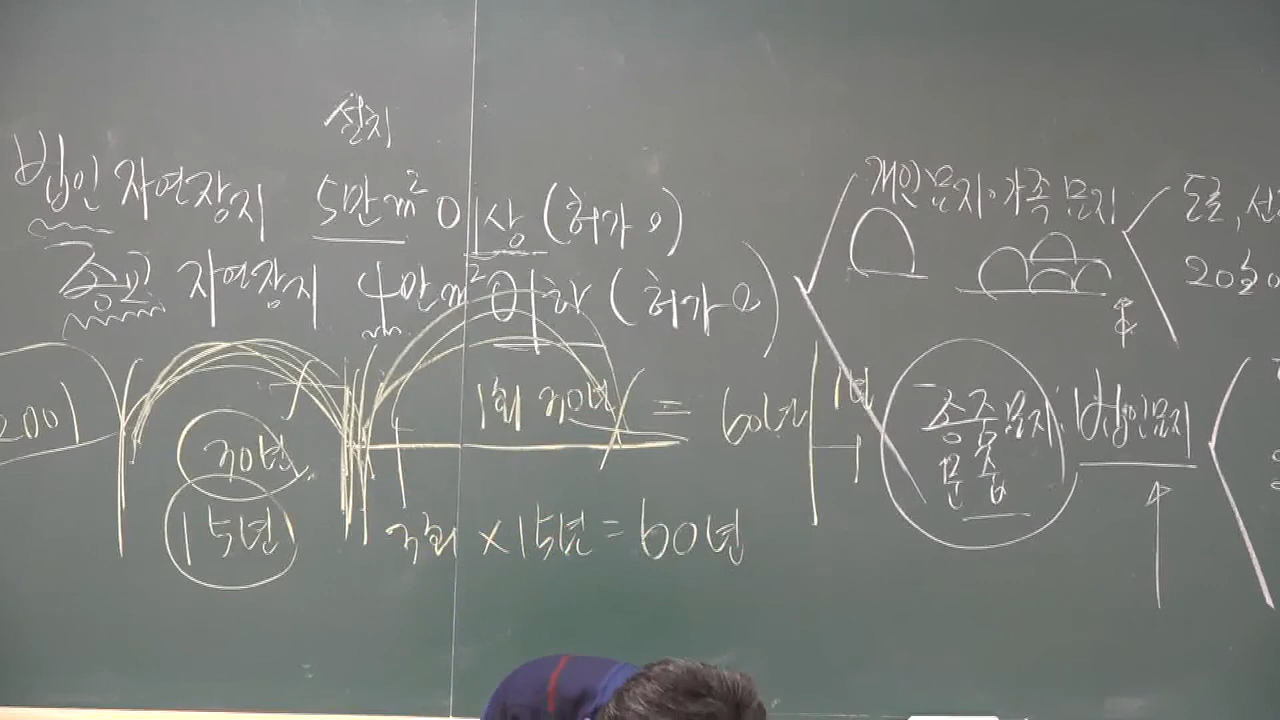 설치
법인 자연장지 5만m² 이상 (허가 O)
종교 자연장지 4만m² 이하 (허가 O)
2001
30년
15년
1회 30년 = 60년
1년
3회 × 15년 = 60년
개인묘지·가족묘지
도로,
20호
종중묘지
문중
법인묘지